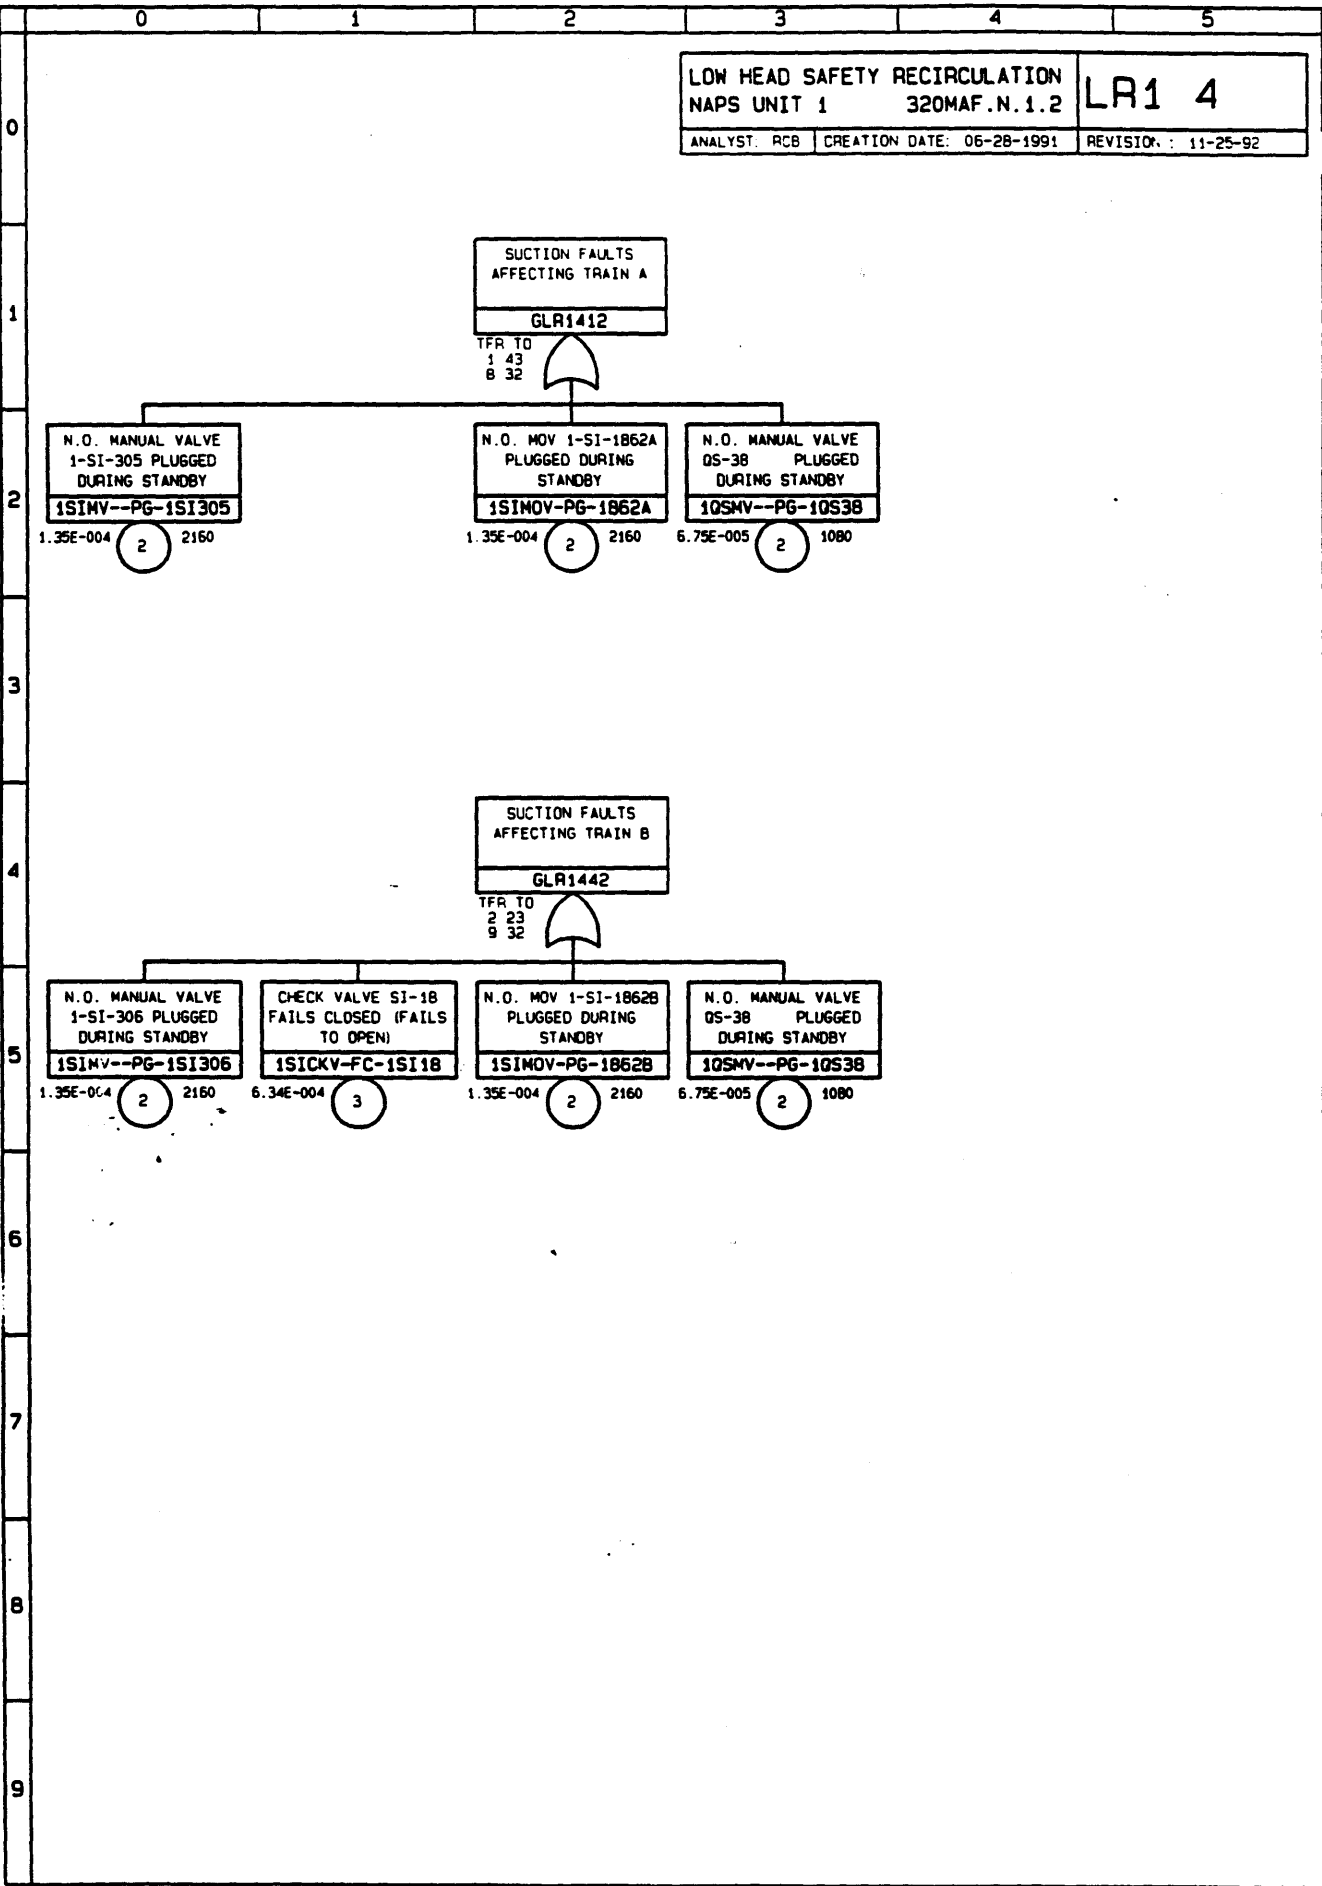 0 1 2 3 4 5
LOW HEAD SAFETY RECIRCULATION
NAPS UNIT 1 320MAF.N.1.2
LR1 4
ANALYST: RCB CREATION DATE: 06-28-1991 REVISION: 11-25-92
0
SUCTION FAULTS
AFFECTING TRAIN A
GLR1412
1
TFR TO
1 43
8 32
N.O. MANUAL VALVE
1-SI-305 PLUGGED
DURING STANDBY
1SIMV--PG-1SI305
1.35E-004 2 2160
N.O. MOV 1-SI-1862A
PLUGGED DURING
STANDBY
1SIMOV-PG-1862A
1.35E-004 2 2160
N.O. MANUAL VALVE
QS-38 PLUGGED
DURING STANDBY
1QSMV--PG-1QS38
6.75E-005 2 1080
2
3
SUCTION FAULTS
AFFECTING TRAIN B
GLR1442
4
TFR TO
2 23
9 32
N.O. MANUAL VALVE
1-SI-306 PLUGGED
DURING STANDBY
1SIMV--PG-1SI306
1.35E-004 2 2160
CHECK VALVE SI-18
FAILS CLOSED (FAILS
TO OPEN)
1SICKV-FC-1SI18
6.34E-004 3
N.O. MOV 1-SI-1862B
PLUGGED DURING
STANDBY
1SIMOV-PG-1862B
1.35E-004 2 2160
N.O. MANUAL VALVE
QS-38 PLUGGED
DURING STANDBY
1QSMV--PG-1QS38
6.75E-005 2 1080
5
6
7
8
9